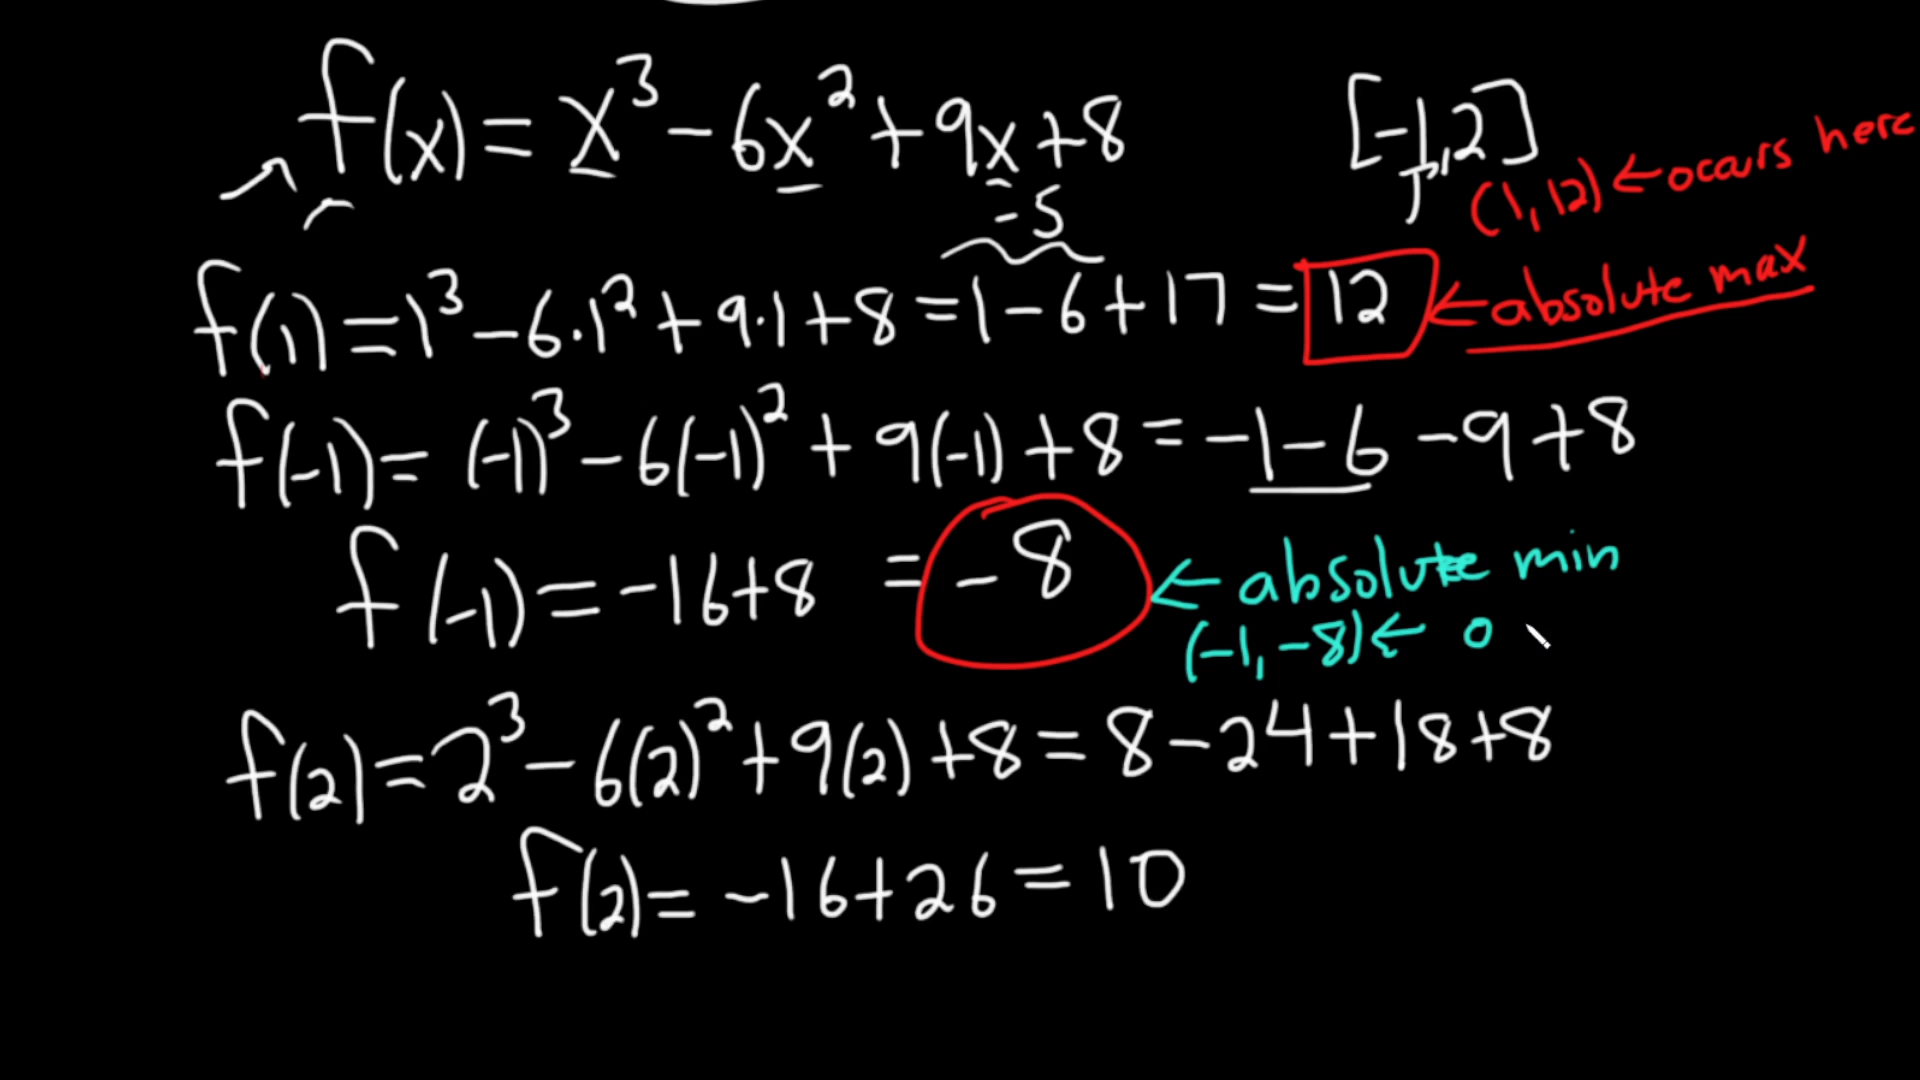 f(x) = x³ - 6x² + 9x + 8 [-1, 2]
(1, 12) ← occurs here
-5
f(1) = 1³ - 6·1² + 9·1 + 8 = 1 - 6 + 17 = 12 ← absolute max
f(-1) = (-1)³ - 6(-1)² + 9(-1) + 8 = -1 - 6 - 9 + 8
f(-1) = -16 + 8 = -8 ← absolute min
(-1, -8) ← o
f(2) = 2³ - 6(2)² + 9(2) + 8 = 8 - 24 + 18 + 8
f(2) = -16 + 26 = 10